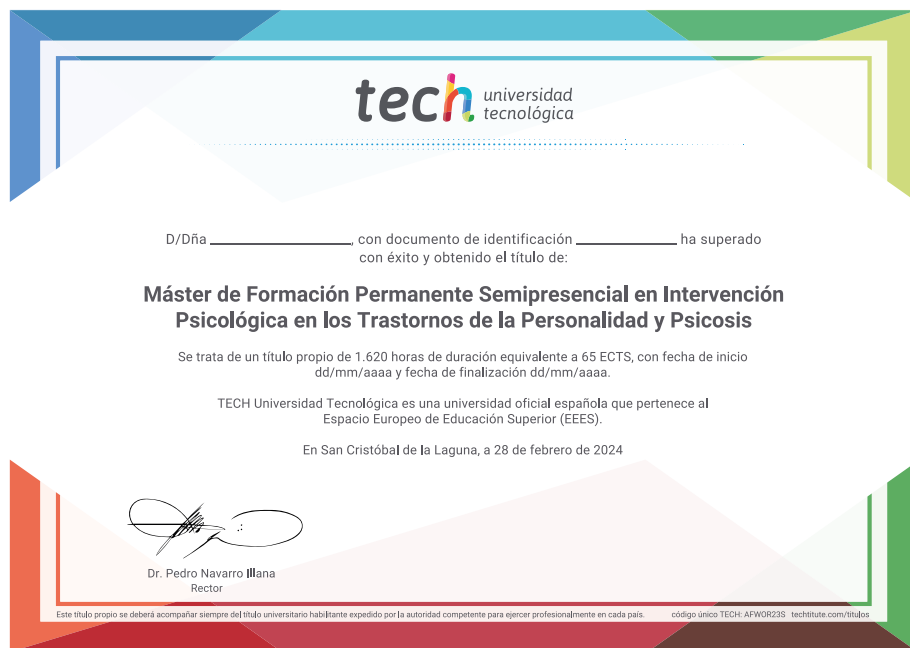 tech universidad
tecnológica
D/Dña ____________________, con documento de identificación ______________ ha superado
con éxito y obtenido el título de:
Máster de Formación Permanente Semipresencial en Intervención
Psicológica en los Trastornos de la Personalidad y Psicosis
Se trata de un título propio de 1.620 horas de duración equivalente a 65 ECTS, con fecha de inicio
dd/mm/aaaa y fecha de finalización dd/mm/aaaa.
TECH Universidad Tecnológica es una universidad oficial española que pertenece al
Espacio Europeo de Educación Superior (EEES).
En San Cristóbal de la Laguna, a 28 de febrero de 2024
Dr. Pedro Navarro Illana
Rector
Este título propio se deberá acompañar siempre del título universitario habilitante expedido por la autoridad competente para ejercer profesionalmente en cada país. código único TECH: AFWOR23S techtitute.com/titulos